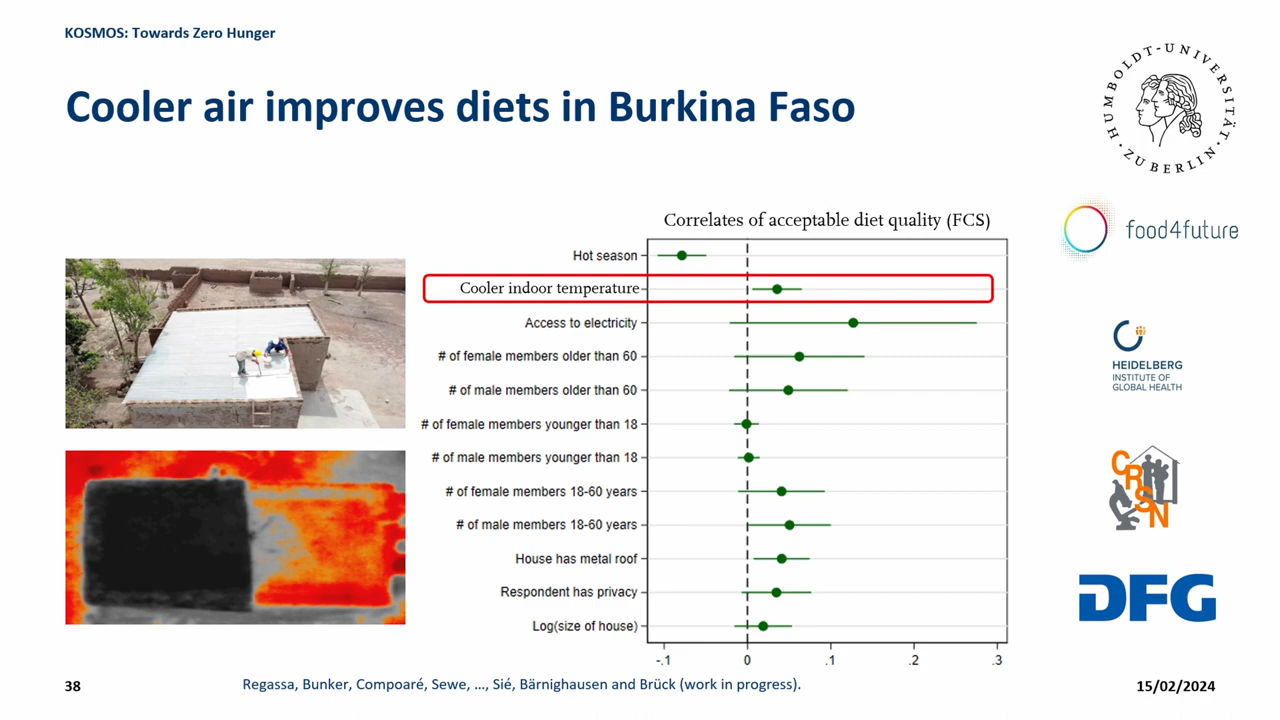 KOSMOS: Towards Zero Hunger
Cooler air improves diets in Burkina Faso
HUMBOLDT-UNIVERSITÄT
ZU BERLIN
Correlates of acceptable diet quality (FCS)
Hot season
Cooler indoor temperature
Access to electricity
# of female members older than 60
# of male members older than 60
# of female members younger than 18
# of male members younger than 18
# of female members 18-60 years
# of male members 18-60 years
House has metal roof
Respondent has privacy
Log(size of house)
-.1 0 .1 .2 .3
food4future
HEIDELBERG
INSTITUTE OF
GLOBAL HEALTH
CRSN
DFG
38
Regassa, Bunker, Compoaré, Sewe, …, Sié, Bärnighausen and Brück (work in progress).
15/02/2024